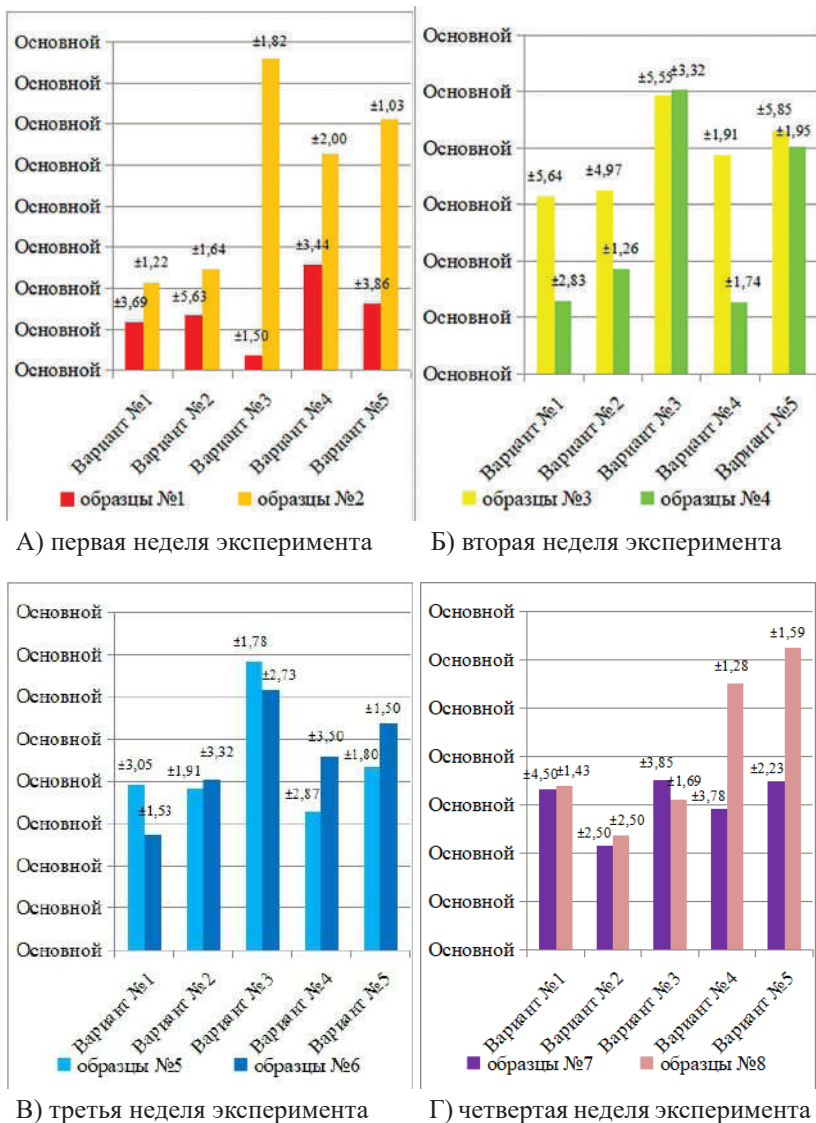 Основной
Основной
Основной
Основной
Основной
Основной
Основной
Основной
Основной
±3,69
±1,22
±5,63
±1,64
±1,50
±1,82
±3,44
±2,00
±3,86
±1,03
Вариант №1
Вариант №2
Вариант №3
Вариант №4
Вариант №5
образцы №1 образцы №2
А) первая неделя эксперимента
Основной
Основной
Основной
Основной
Основной
Основной
Основной
±5,64
±2,83
±4,97
±1,26
±5,55
±3,32
±1,91
±1,74
±5,85
±1,95
Вариант №1
Вариант №2
Вариант №3
Вариант №4
Вариант №5
образцы №3 образцы №4
Б) вторая неделя эксперимента
Основной
Основной
Основной
Основной
Основной
Основной
Основной
Основной
Основной
±3,05
±1,53
±1,91
±3,32
±1,78
±2,73
±2,87
±3,50
±1,80
±1,50
Вариант №1
Вариант №2
Вариант №3
Вариант №4
Вариант №5
образцы №5 образцы №6
В) третья неделя эксперимента
Основной
Основной
Основной
Основной
Основной
Основной
Основной
Основной
±4,50
±1,43
±2,50
±2,50
±3,85
±1,69
±3,78
±1,28
±2,23
±1,59
Вариант №1
Вариант №2
Вариант №3
Вариант №4
Вариант №5
образцы №7 образцы №8
Г) четвертая неделя эксперимента